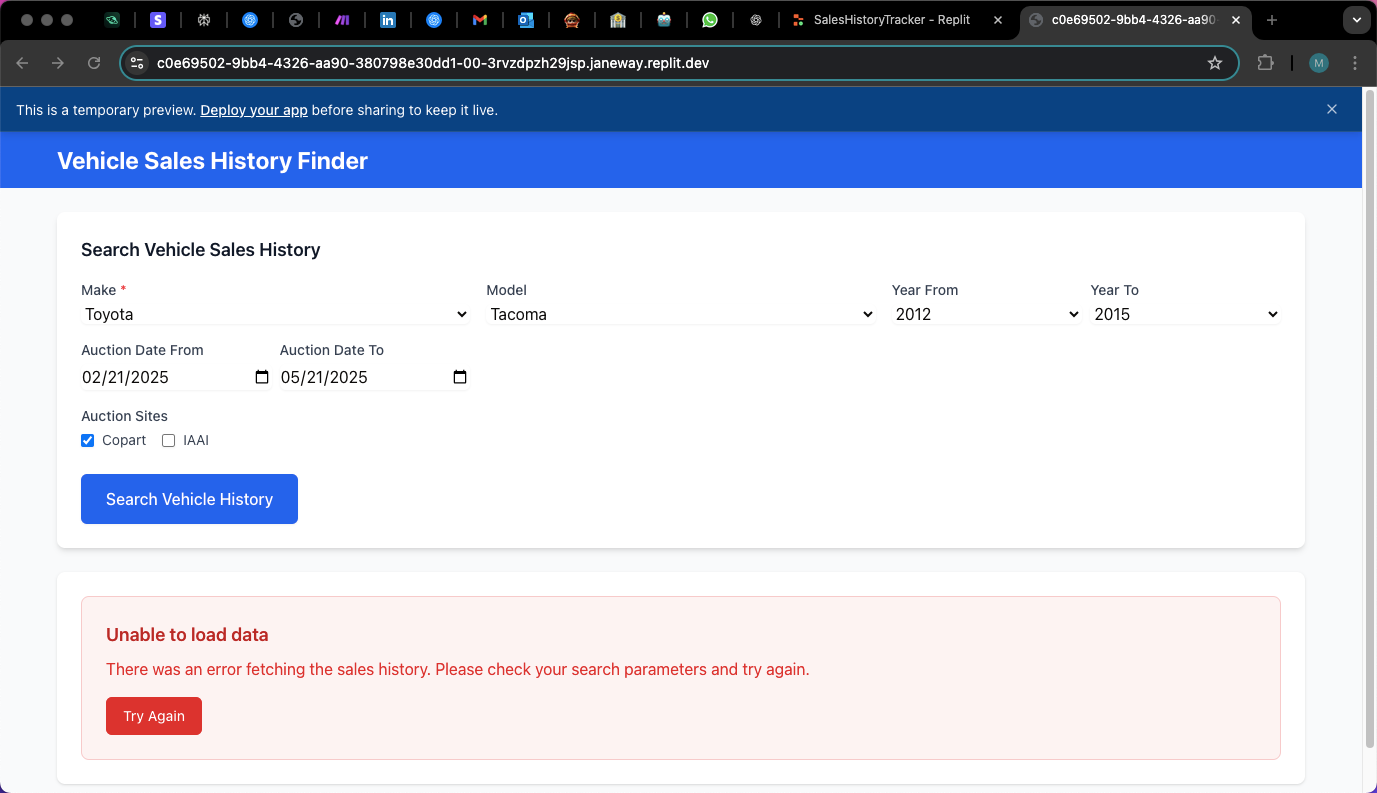 SalesHistoryTracker - Replit
c0e69502-9bb4-4326-aa90-
c0e69502-9bb4-4326-aa90-380798e30dd1-00-3rvzdpzh29jsp.janeway.replit.dev
M
This is a temporary preview. Deploy your app before sharing to keep it live.
Vehicle Sales History Finder
Search Vehicle Sales History
Make * Model Year From Year To
Toyota Tacoma 2012 2015
Auction Date From Auction Date To
02/21/2025 05/21/2025
Auction Sites
Copart IAAI
Search Vehicle History
Unable to load data
There was an error fetching the sales history. Please check your search parameters and try again.
Try Again